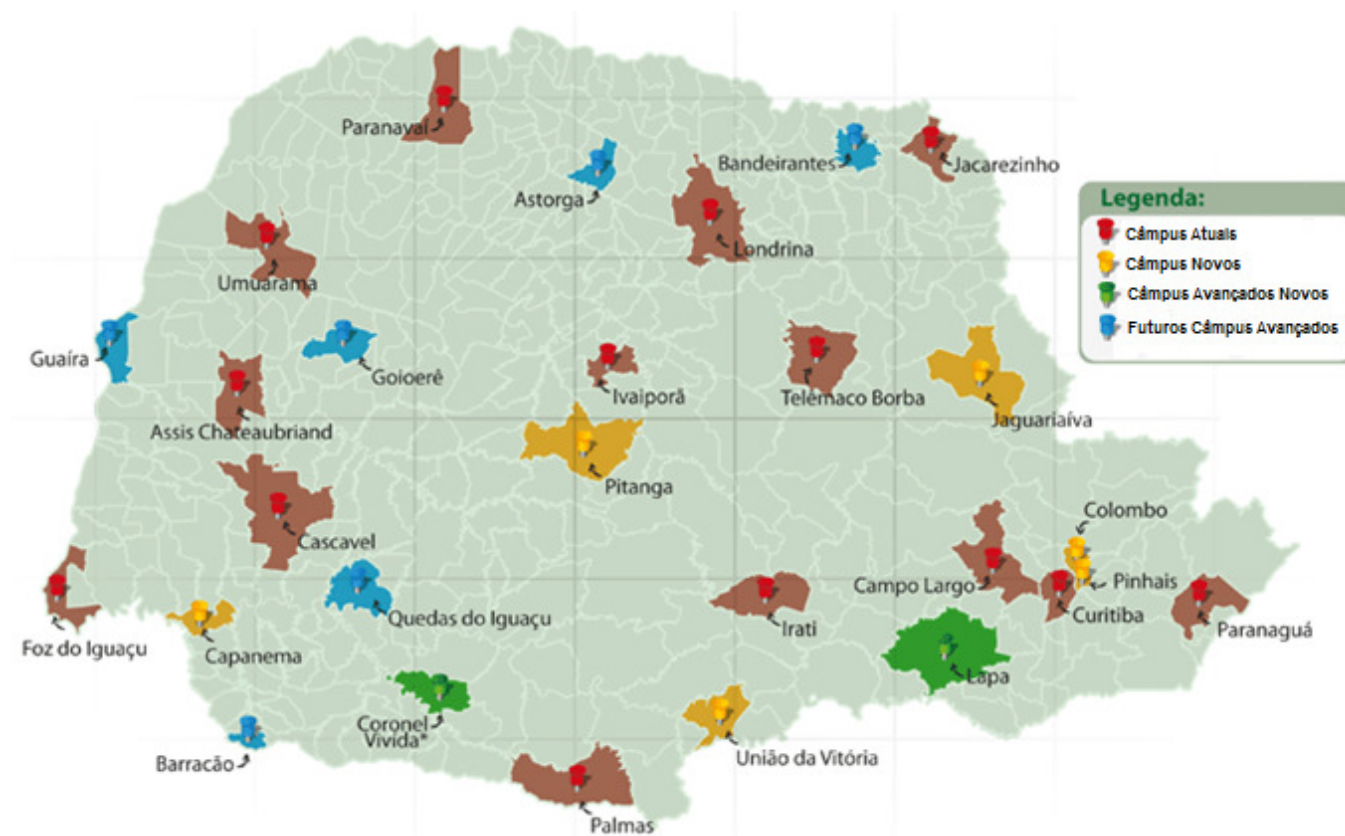 Paranavaí
Astorga
Bandeirantes
Jacarezinho
Londrina
Umuarama
Guaíra
Goioerê
Assis Chateaubriand
Ivaiporã
Telêmaco Borba
Jaguariaíva
Pitanga
Cascavel
Colombo
Pinhais
Campo Largo
Curitiba
Paranaguá
Foz do Iguaçu
Capanema
Quedas do Iguaçu
Irati
Lapa
Coronel
Vivida*
Barracão
União da Vitória
Palmas
Legenda:
Câmpus Atuais
Câmpus Novos
Câmpus Avançados Novos
Futuros Câmpus Avançados